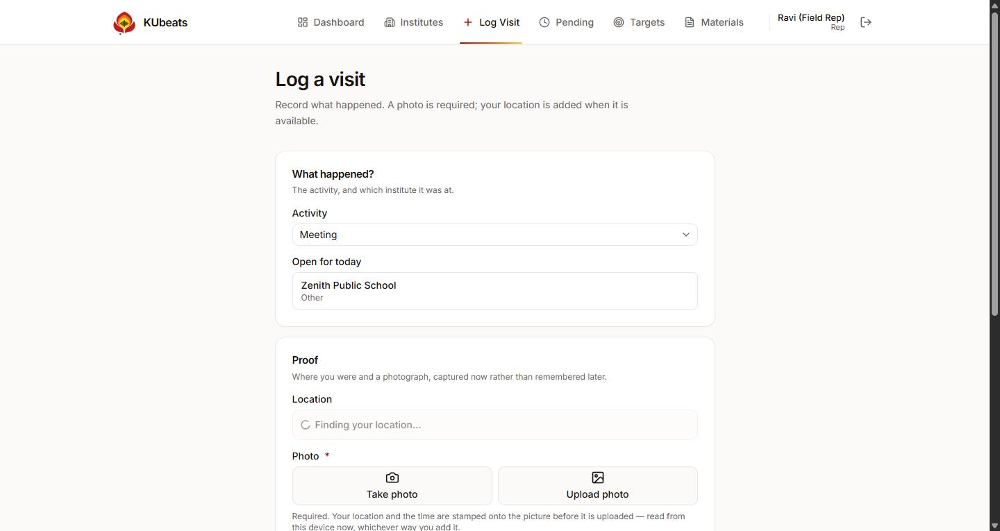 KUbeats
Dashboard
Institutes
Log Visit
Pending
Targets
Materials
Ravi (Field Rep)
Rep
Log a visit
Record what happened. A photo is required; your location is added when it is
available.
What happened?
The activity, and which institute it was at.
Activity
Meeting
Open for today
Zenith Public School
Other
Proof
Where you were and a photograph, captured now rather than remembered later.
Location
Finding your location...
Photo *
Take photo
Upload photo
Required. Your location and the time are stamped onto the picture before it is uploaded — read from
this device now, whichever way you add it.